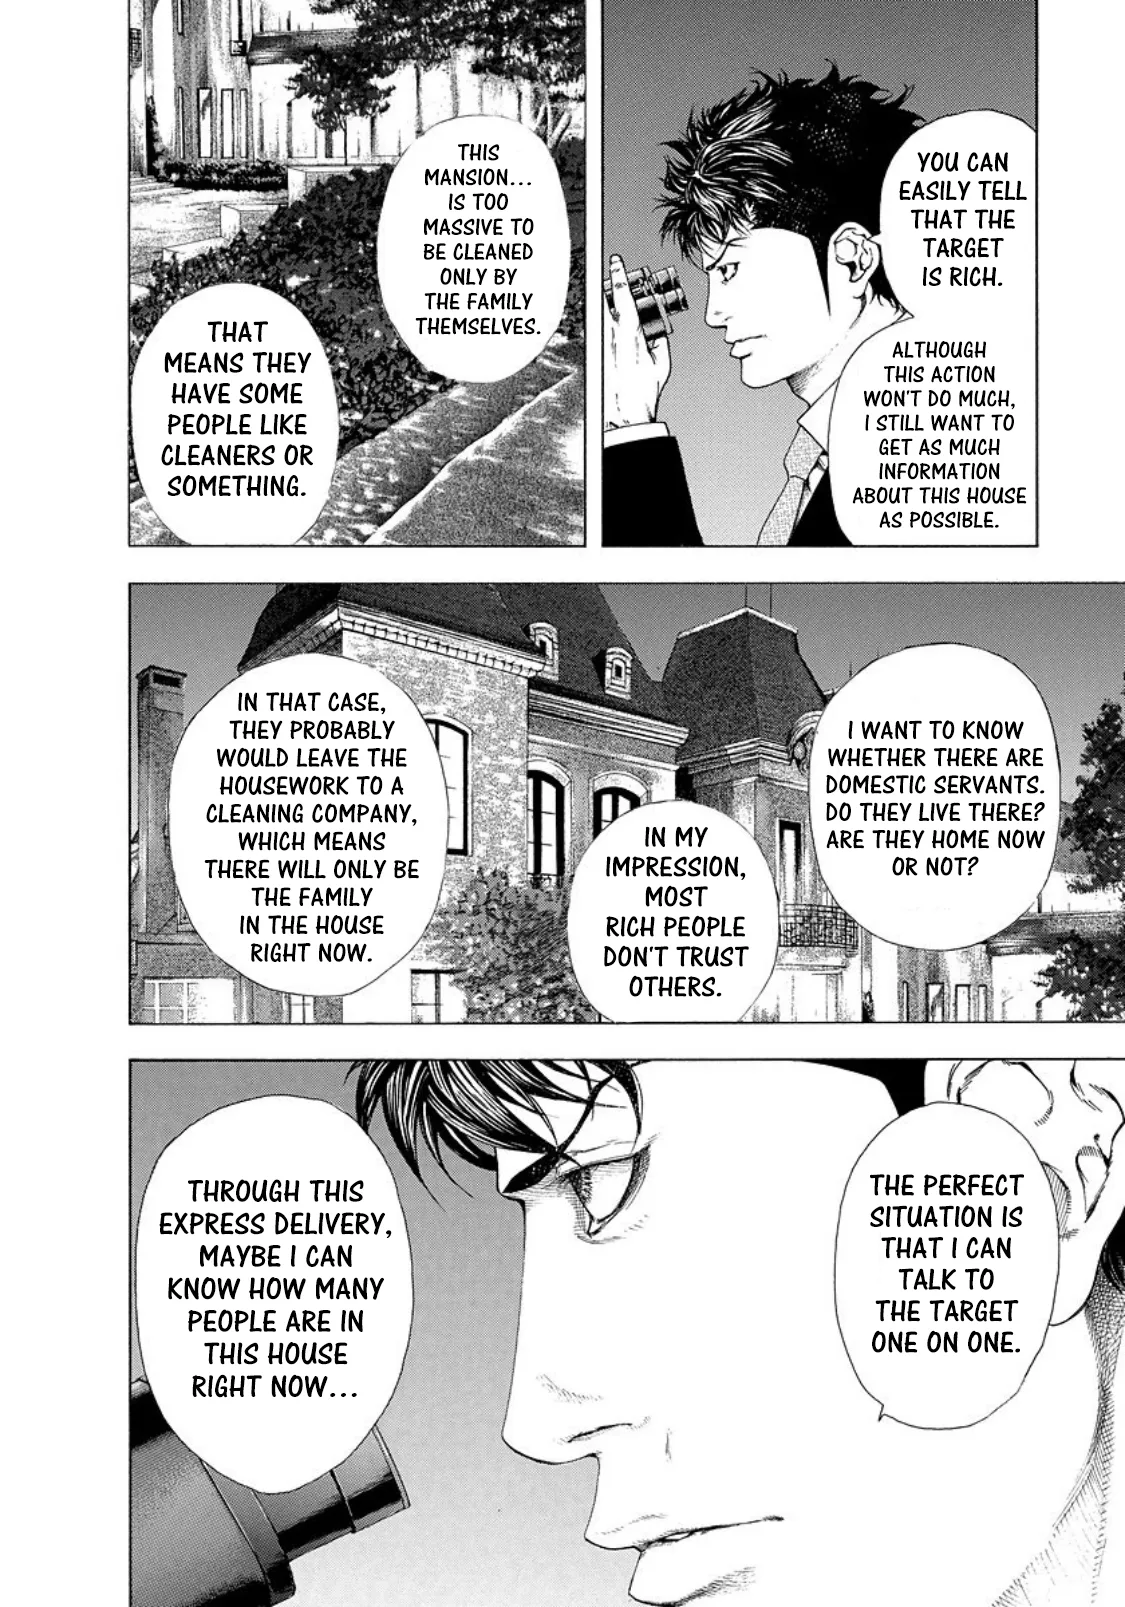 YOU CAN
EASILY TELL
THAT THE
TARGET
IS RICH.
ALTHOUGH
THIS ACTION
WON'T DO MUCH,
I STILL WANT TO
GET AS MUCH
INFORMATION
ABOUT THIS HOUSE
AS POSSIBLE.
THIS
MANSION...
IS TOO
MASSIVE TO
BE CLEANED
ONLY BY
THE FAMILY
THEMSELVES.
THAT
MEANS THEY
HAVE SOME
PEOPLE LIKE
CLEANERS OR
SOMETHING.
I WANT TO KNOW
WHETHER THERE ARE
DOMESTIC SERVANTS.
DO THEY LIVE THERE?
ARE THEY HOME NOW
OR NOT?
IN MY
IMPRESSION,
MOST
RICH PEOPLE
DON'T TRUST
OTHERS.
IN THAT CASE,
THEY PROBABLY
WOULD LEAVE THE
HOUSEWORK TO A
CLEANING COMPANY,
WHICH MEANS
THERE WILL ONLY BE
THE FAMILY
IN THE HOUSE
RIGHT NOW.
THE PERFECT
SITUATION IS
THAT I CAN
TALK TO
THE TARGET
ONE ON ONE.
THROUGH THIS
EXPRESS DELIVERY,
MAYBE I CAN
KNOW HOW MANY
PEOPLE ARE IN
THIS HOUSE
RIGHT NOW...